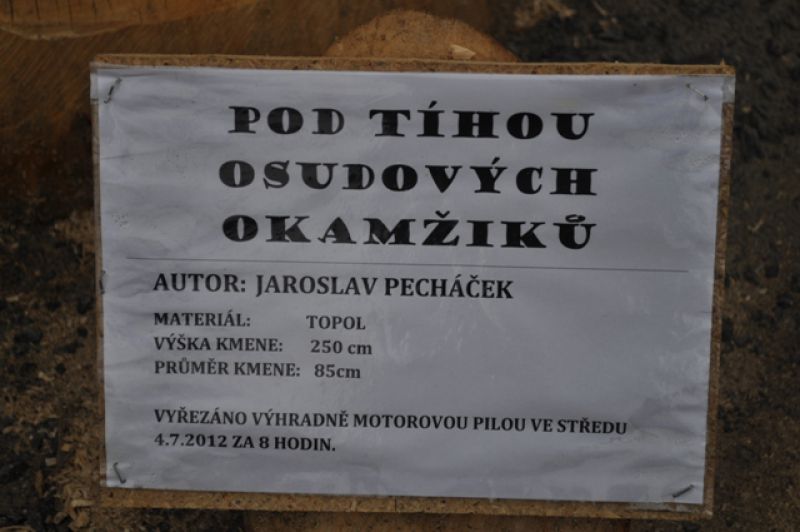 POD TÍHOU
OSUDOVÝCH
OKAMŽIKŮ
AUTOR: JAROSLAV PECHÁČEK
MATERIÁL: TOPOL
VÝŠKA KMENE: 250 cm
PRŮMĚR KMENE: 85cm
VYŘEZÁNO VÝHRADNĚ MOTOROVOU PILOU VE STŘEDU
4.7.2012 ZA 8 HODIN.